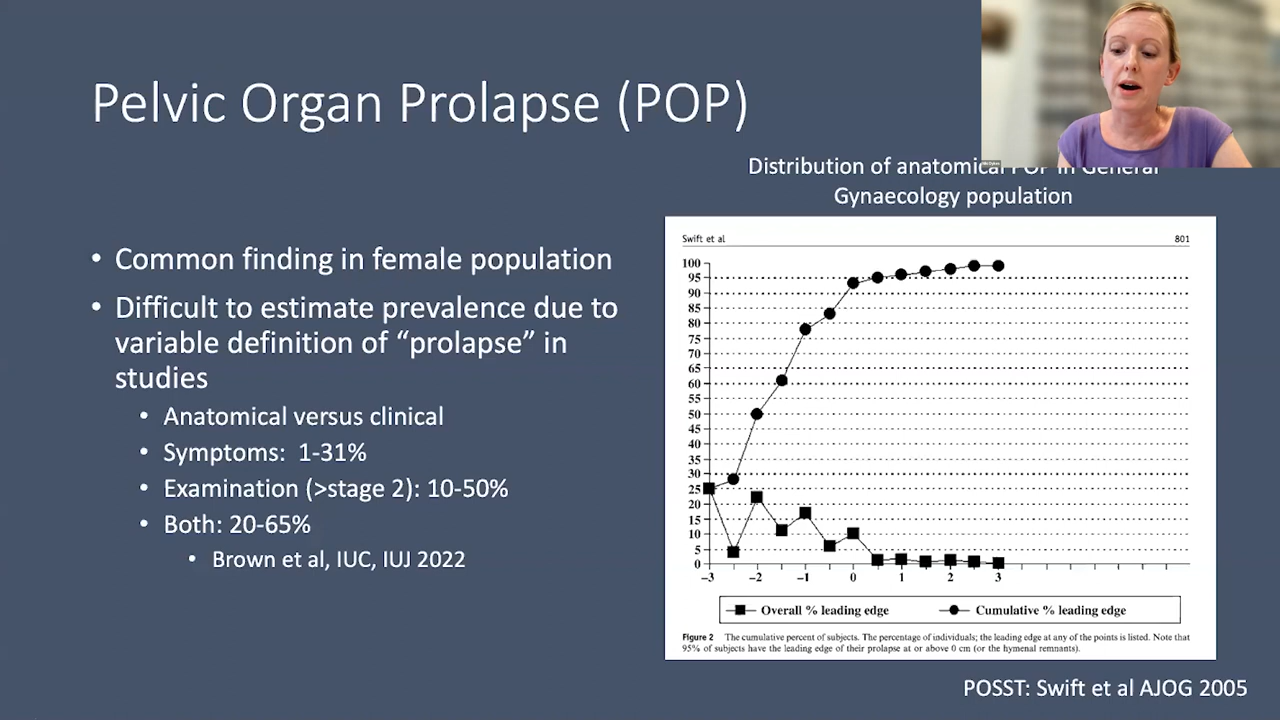 Pelvic Organ Prolapse (POP)
Distribution of anatomical POP in General
Gynaecology population
• Common finding in female population
• Difficult to estimate prevalence due to
variable definition of “prolapse” in
studies
• Anatomical versus clinical
• Symptoms: 1-31%
• Examination (>stage 2): 10-50%
• Both: 20-65%
• Brown et al, IUC, IUJ 2022
Swift et al 801
100
95
90
85
80
75
70
65
60
55
50
45
40
35
30
25
20
15
10
5
0
-3 -2 -1 0 1 2 3
Overall % leading edge Cumulative % leading edge
Figure 2 The cumulative percent of subjects. The percentage of individuals; the leading edge at any of the points is listed. Note that
95% of subjects have the leading edge of their prolapse at or above 0 cm (or the hymenal remnants).
POSST: Swift et al AJOG 2005